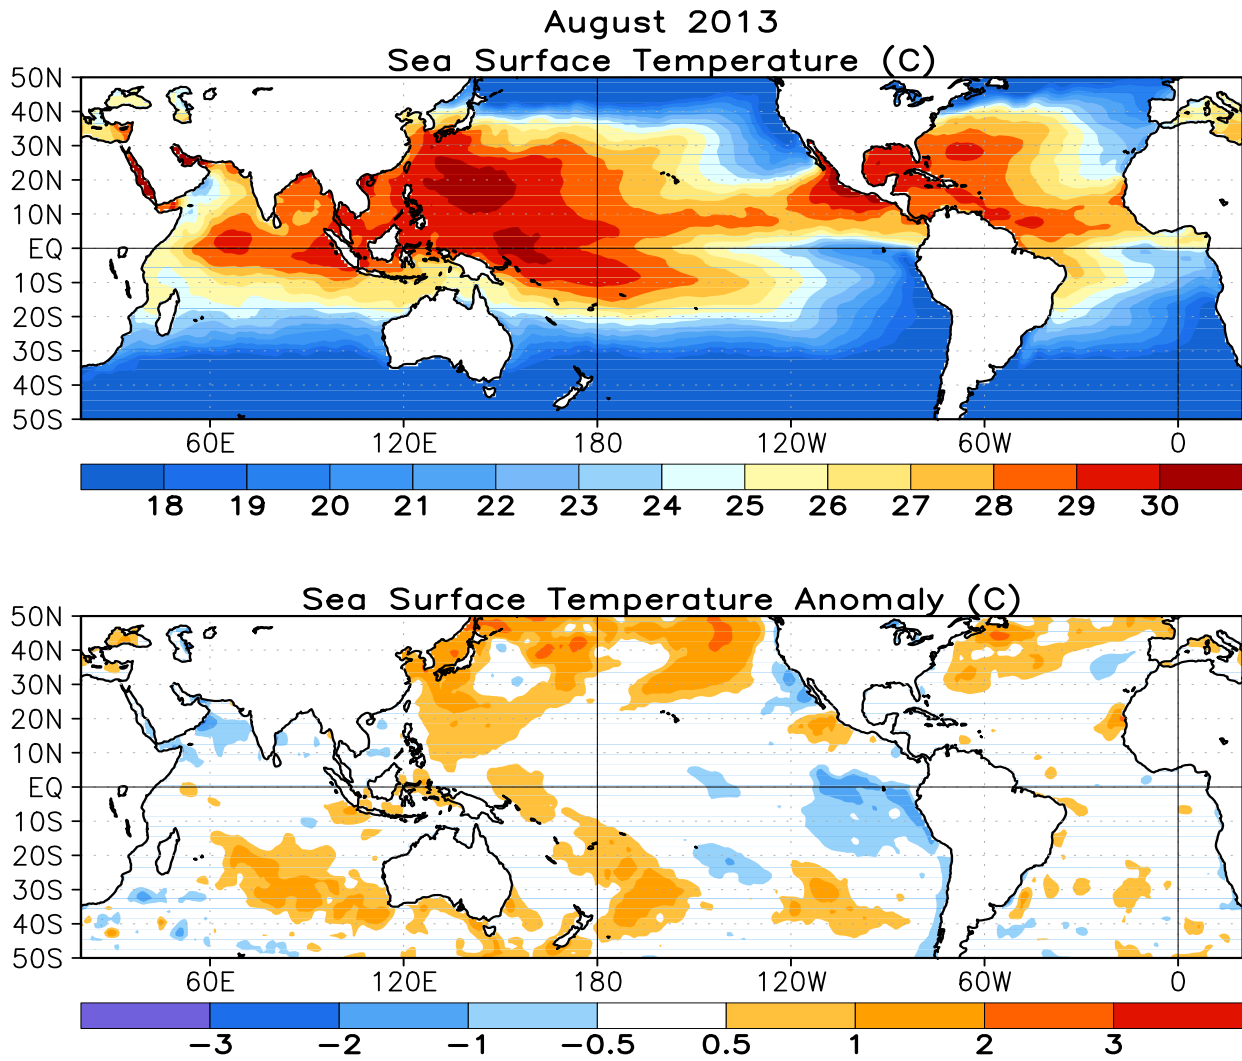 August 2013
Sea Surface Temperature (C)
50N
40N
30N
20N
10N
EQ
10S
20S
30S
40S
50S
60E 120E 180 120W 60W 0
18 19 20 21 22 23 24 25 26 27 28 29 30
Sea Surface Temperature Anomaly (C)
50N
40N
30N
20N
10N
EQ
10S
20S
30S
40S
50S
60E 120E 180 120W 60W 0
−3 −2 −1 −0.5 0.5 1 2 3